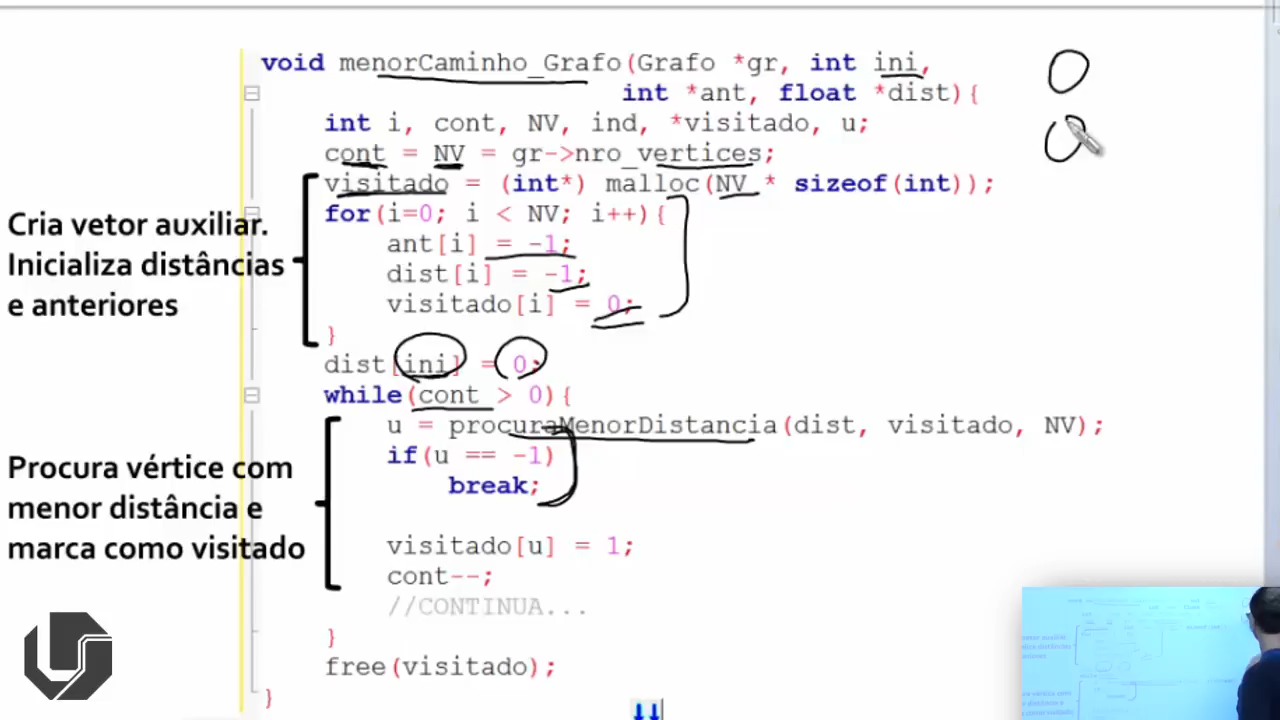 void menorCaminho_Grafo(Grafo *gr, int ini,
int *ant, float *dist){
int i, cont, NV, ind, *visitado, u;
cont = NV = gr->nro_vertices;
visitado = (int*) malloc(NV * sizeof(int));
for(i=0; i < NV; i++){
ant[i] = -1;
dist[i] = -1;
visitado[i] = 0;
}
Cria vetor auxiliar.
Inicializa distâncias
e anteriores
dist[ini] = 0;
while(cont > 0){
u = procuraMenorDistancia(dist, visitado, NV);
if(u == -1)
break;
visitado[u] = 1;
cont--;
//CONTINUA...
}
Procura vértice com
menor distância e
marca como visitado
free(visitado);
}